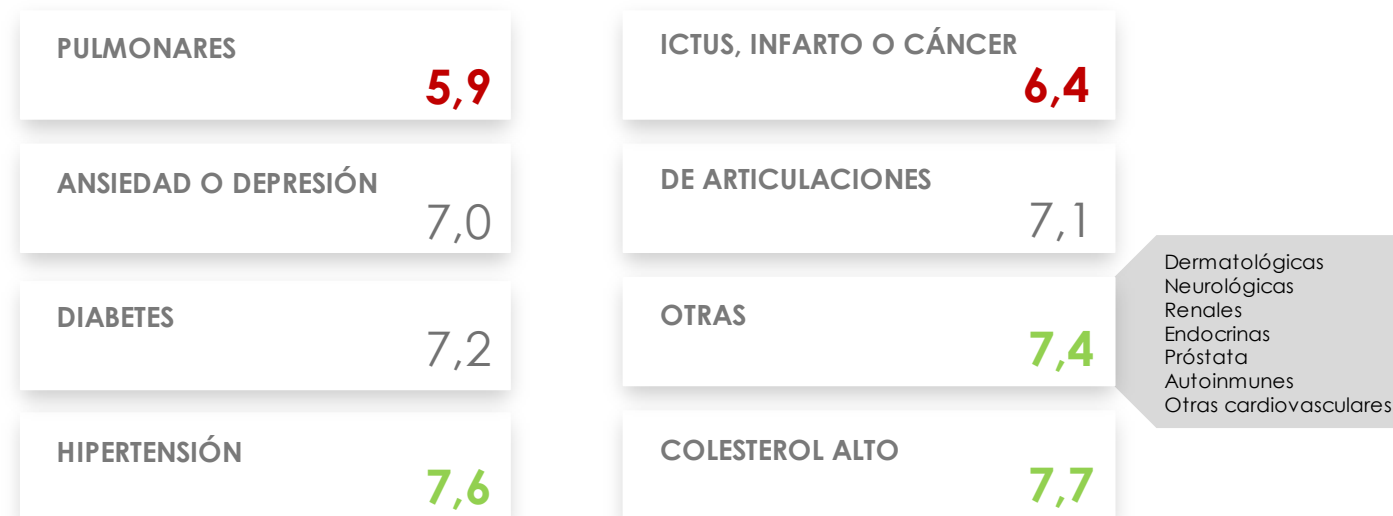 PULMONARES
5,9
ICTUS, INFARTO O CÁNCER
6,4
ANSIEDAD O DEPRESIÓN
7,0
DE ARTICULACIONES
7,1
DIABETES
7,2
OTRAS
7,4
Dermatológicas
Neurológicas
Renales
Endocrinas
Próstata
Autoinmunes
Otras cardiovasculares
HIPERTENSIÓN
7,6
COLESTEROL ALTO
7,7